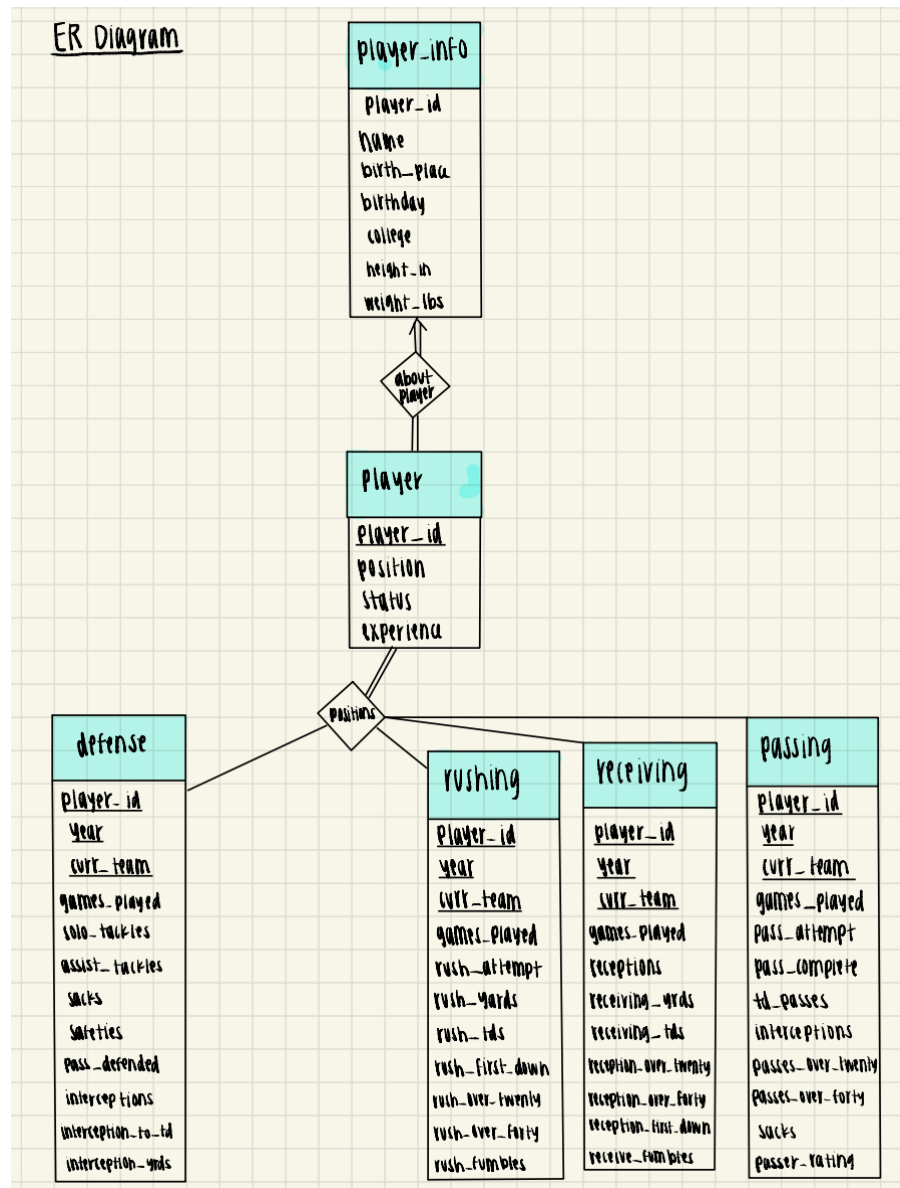 ER Diagram
player_info
player_id
name
birth_place
birthday
college
height_in
weight_lbs
about
player
player
player_id
position
status
experience
positions
defense
player_id
year
curr_team
games_played
solo_tackles
assist_tackles
sacks
safeties
pass_defended
interceptions
interception_to_td
interception_yrds
rushing
player_id
year
curr_team
games_played
rush_attempt
rush_yards
rush_tds
rush_first_down
rush_over_twenty
rush_over_forty
rush_fumbles
receiving
player_id
year
curr_team
games_played
receptions
receiving_yrds
receiving_tds
reception_over_twenty
reception_over_forty
reception_first_down
receive_fumbles
passing
player_id
year
curr_team
games_played
pass_attempt
pass_complete
td_passes
interceptions
passes_over_twenty
passes_over_forty
sacks
passer_rating